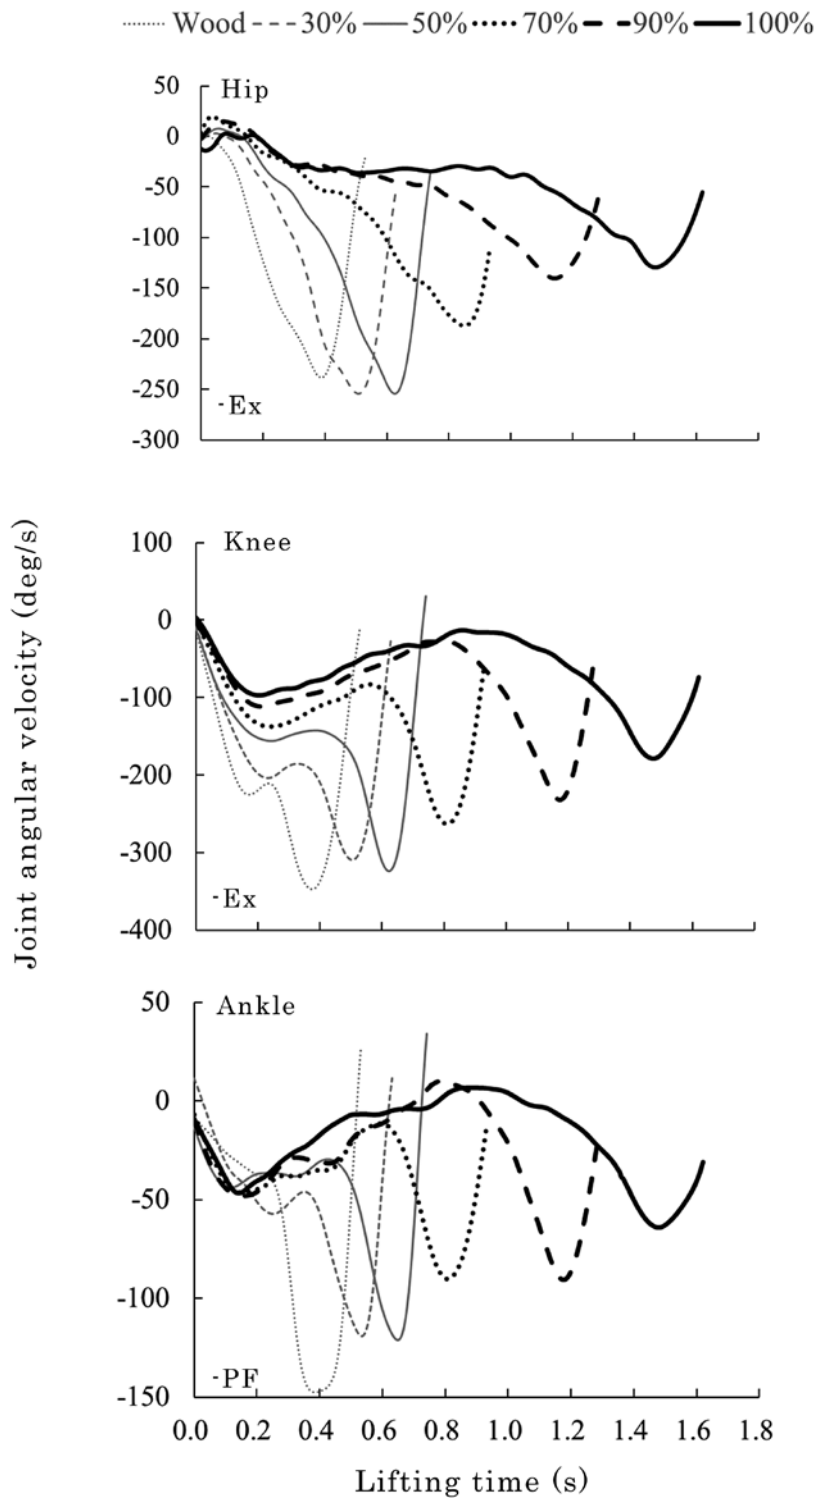 Wood 30% 50% 70% 90% 100%
50
Hip
0
-50
-100
-150
-200
-250
-Ex
-300
Joint angular velocity (deg/s)
100
Knee
0
-100
-200
-300
-Ex
-400
50
Ankle
0
-50
-100
-PF
-150
0.0 0.2 0.4 0.6 0.8 1.0 1.2 1.4 1.6 1.8
Lifting time (s)